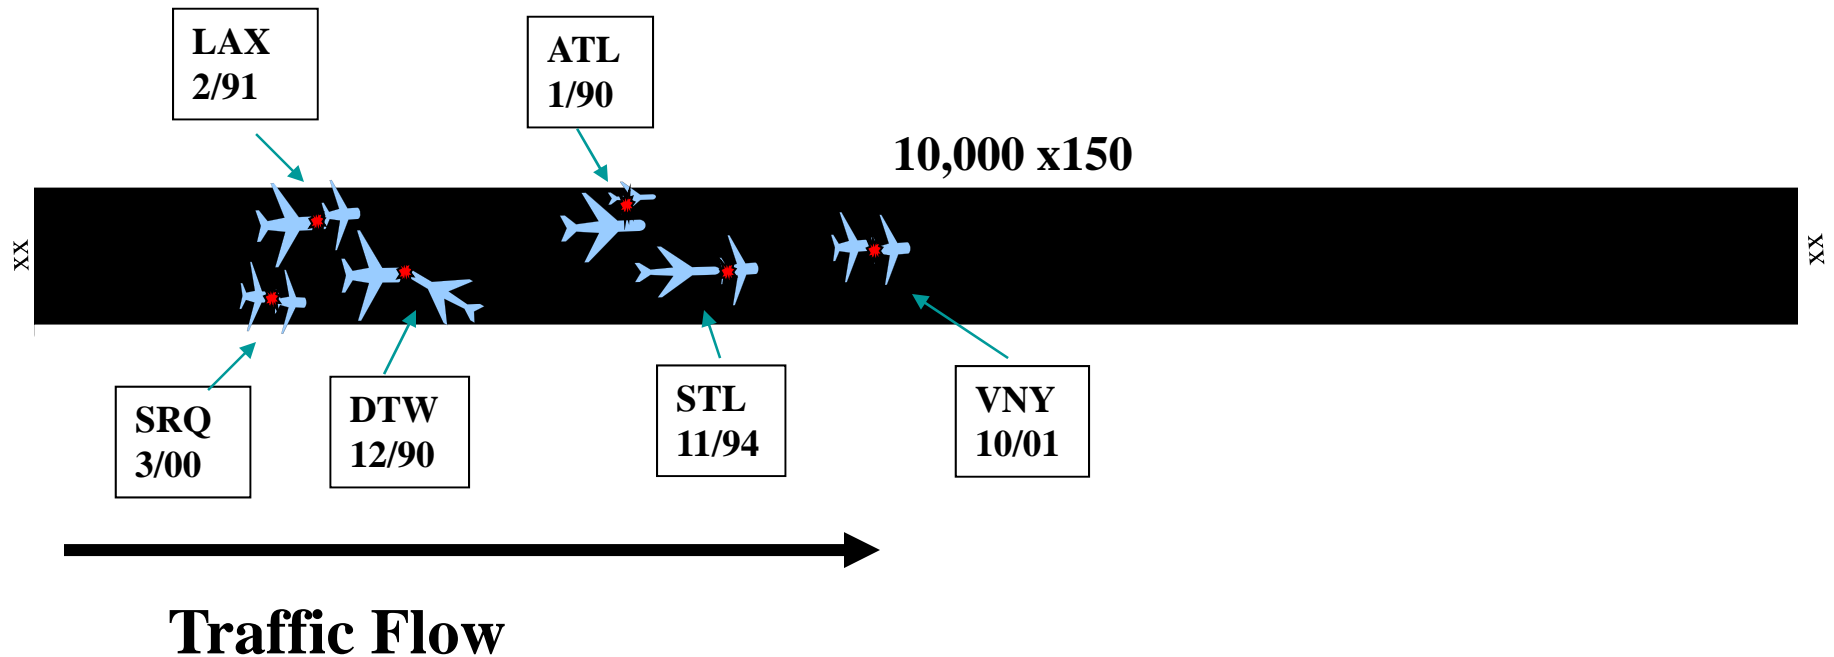 LAX
2/91
ATL
1/90
10,000 x150
XX
XX
SRQ
3/00
DTW
12/90
STL
11/94
VNY
10/01
Traffic Flow